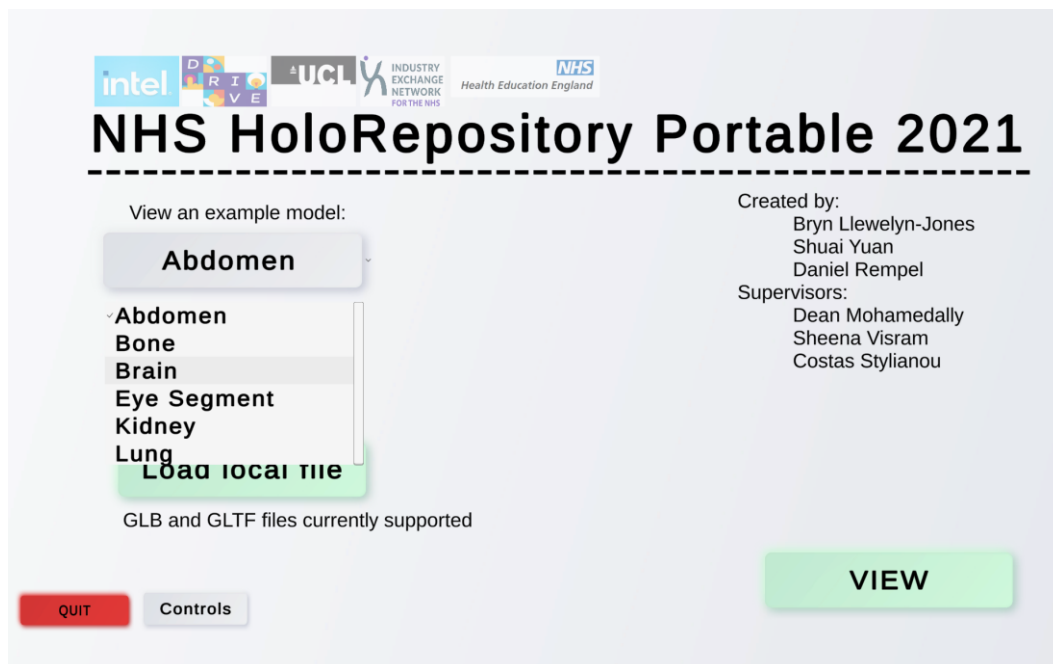 intel
DRIVE
UCL
INDUSTRY
EXCHANGE
NETWORK
FOR THE NHS
NHS
Health Education England
NHS HoloRepository Portable 2021
View an example model:
Abdomen
Abdomen
Bone
Brain
Eye Segment
Kidney
Lung
Load local file
GLB and GLTF files currently supported
Created by:
Bryn Llewelyn-Jones
Shuai Yuan
Daniel Rempel
Supervisors:
Dean Mohamedally
Sheena Visram
Costas Stylianou
VIEW
QUIT
Controls